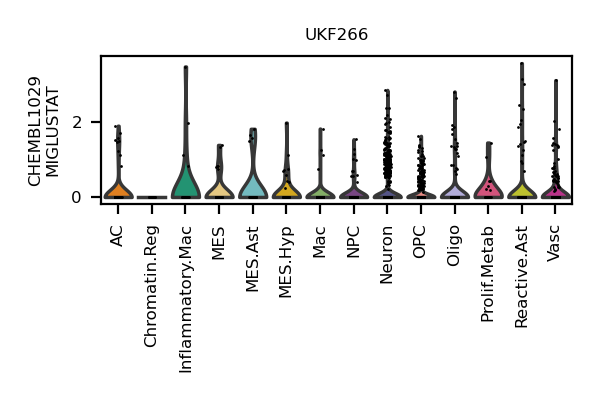 UKF266
CHEMBL1029
MIGLUSTAT
2
0
AC
Chromatin.Reg
Inflammatory.Mac
MES
MES.Ast
MES.Hyp
Mac
NPC
Neuron
OPC
Oligo
Prolif.Metab
Reactive.Ast
Vasc